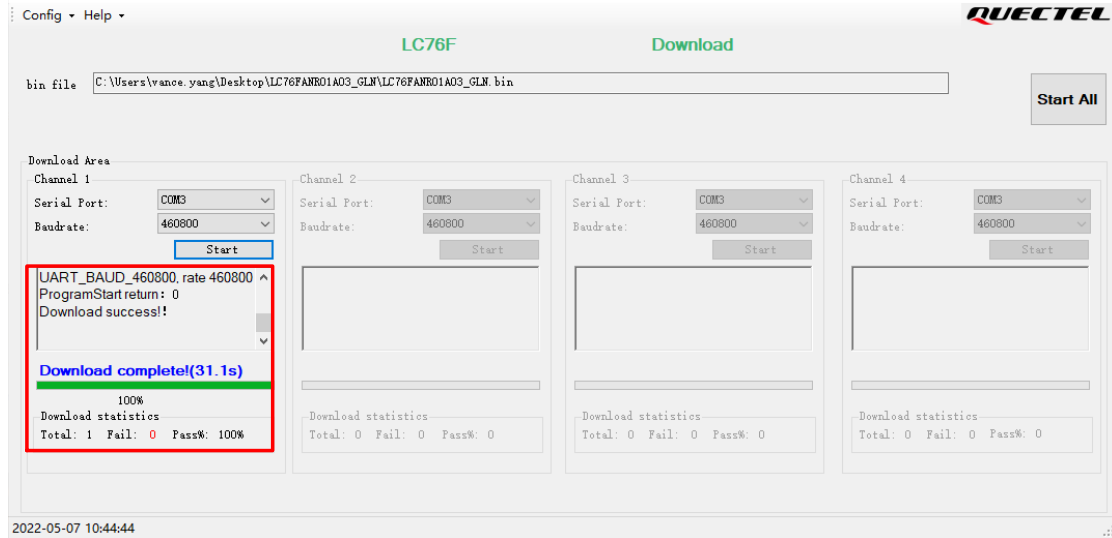 Config Help
QUECTEL
LC76F Download
bin file C:\Users\vance.yang\Desktop\LC76FANR01A03_GLN\LC76FANR01A03_GLN.bin
Start All
Download Area
Channel 1
Serial Port: COM3
Baudrate: 460800
Start
UART_BAUD_460800, rate 460800
ProgramStart return: 0
Download success!!
Download complete!(31.1s)
100%
Download statistics
Total: 1 Fail: 0 Pass%: 100%
Channel 2
Serial Port: COM3
Baudrate: 460800
Start
Download statistics
Total: 0 Fail: 0 Pass%: 0
Channel 3
Serial Port: COM3
Baudrate: 460800
Start
Download statistics
Total: 0 Fail: 0 Pass%: 0
Channel 4
Serial Port: COM3
Baudrate: 460800
Start
Download statistics
Total: 0 Fail: 0 Pass%: 0
2022-05-07 10:44:44